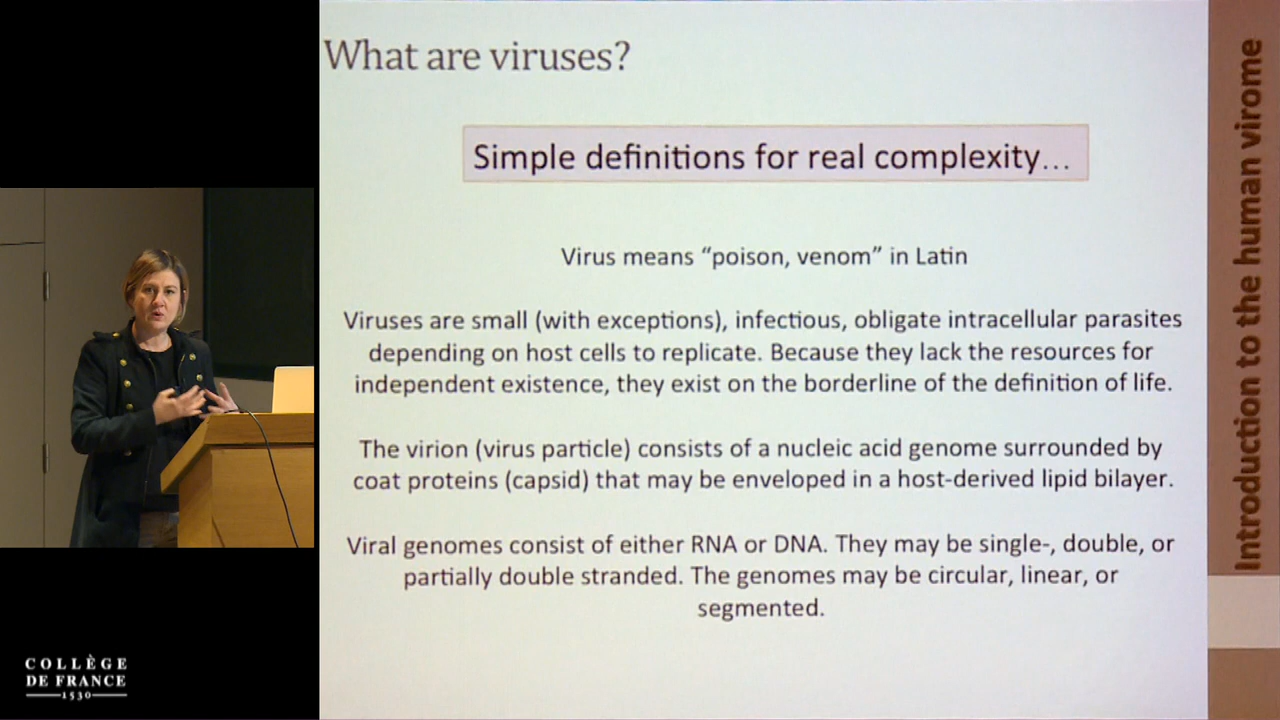 What are viruses?
Simple definitions for real complexity...
Virus means “poison, venom” in Latin
Viruses are small (with exceptions), infectious, obligate intracellular parasites
depending on host cells to replicate. Because they lack the resources for
independent existence, they exist on the borderline of the definition of life.
The virion (virus particle) consists of a nucleic acid genome surrounded by
coat proteins (capsid) that may be enveloped in a host-derived lipid bilayer.
Viral genomes consist of either RNA or DNA. They may be single-, double, or
partially double stranded. The genomes may be circular, linear, or
segmented.
Introduction to the human virome
COLLÈGE
DE FRANCE
1530